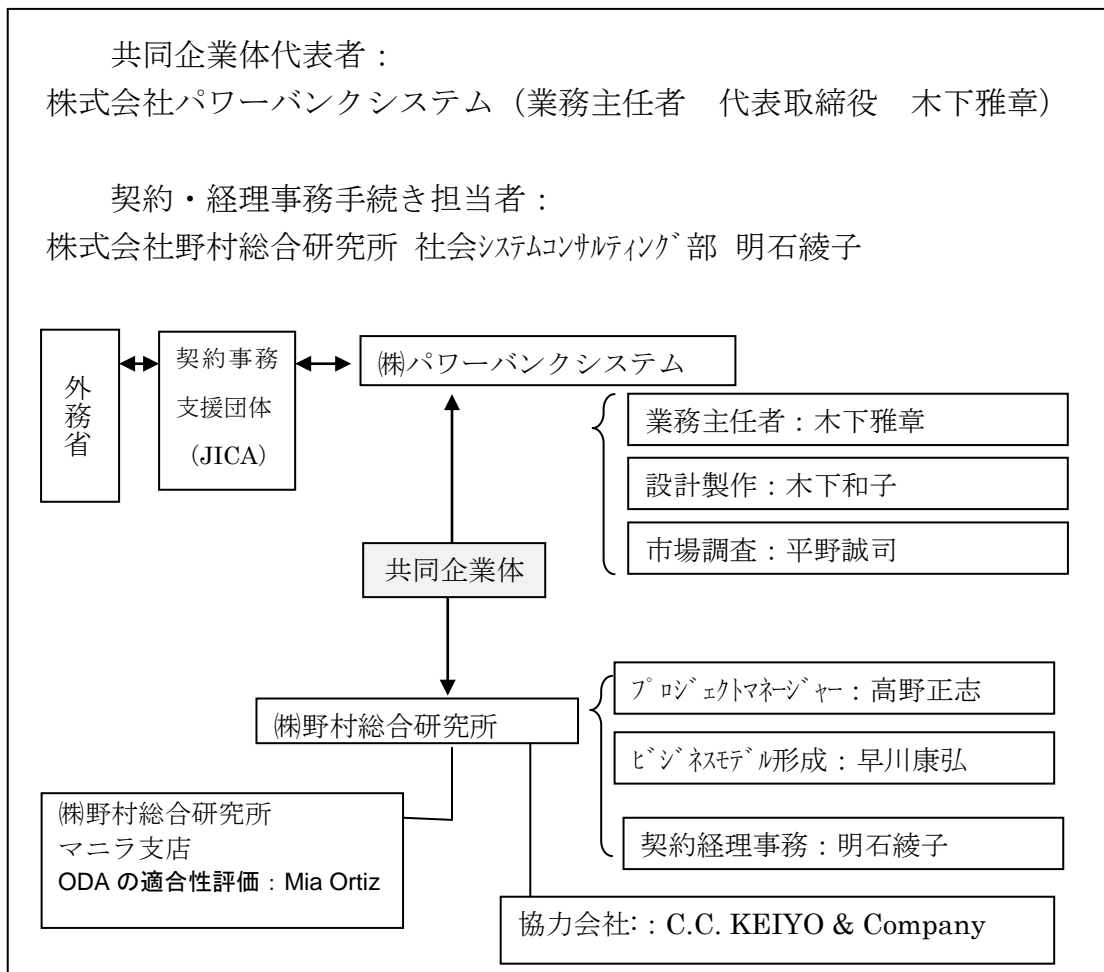 共同企業体代表者：
株式会社パワーバンクシステム（業務主任者　代表取締役　木下雅章）
契約・経理事務手続き担当者：
株式会社野村総合研究所 社会ｼｽﾃﾑｺﾝｻﾙﾃｨﾝｸﾞ部 明石綾子
外務省
契約事務
支援団体
（JICA）
㈱パワーバンクシステム
業務主任者：木下雅章
設計製作：木下和子
市場調査：平野誠司
共同企業体
㈱野村総合研究所
ﾌﾟﾛｼﾞｪｸﾄﾏﾈｰｼﾞｬｰ：高野正志
ﾋﾞｼﾞﾈｽﾓﾃﾞﾙ形成：早川康弘
契約経理事務：明石綾子
㈱野村総合研究所
マニラ支店
ODA の適合性評価：Mia Ortiz
協力会社：: C.C. KEIYO & Company